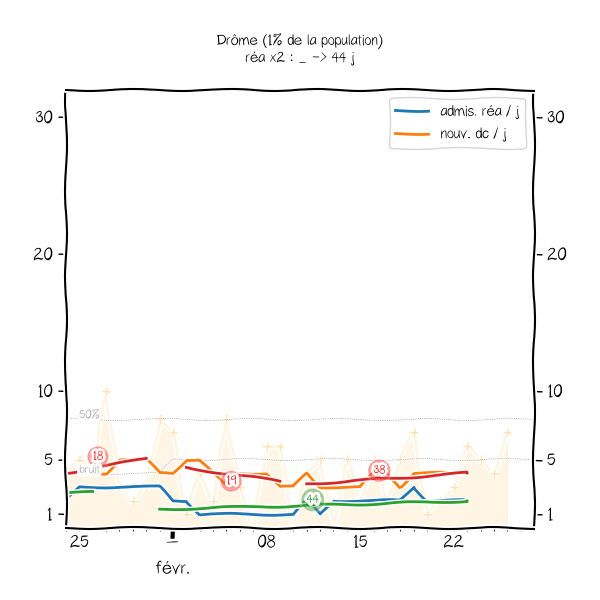 Drôme (1% de la population)
réa x2 : _ -> 44 j
admis. réa / j
nouv. dc / j
30 30
20 20
10 10
50%
5 5
bruit
18
19
38
44
1 1
25 1 08 15 22
févr.